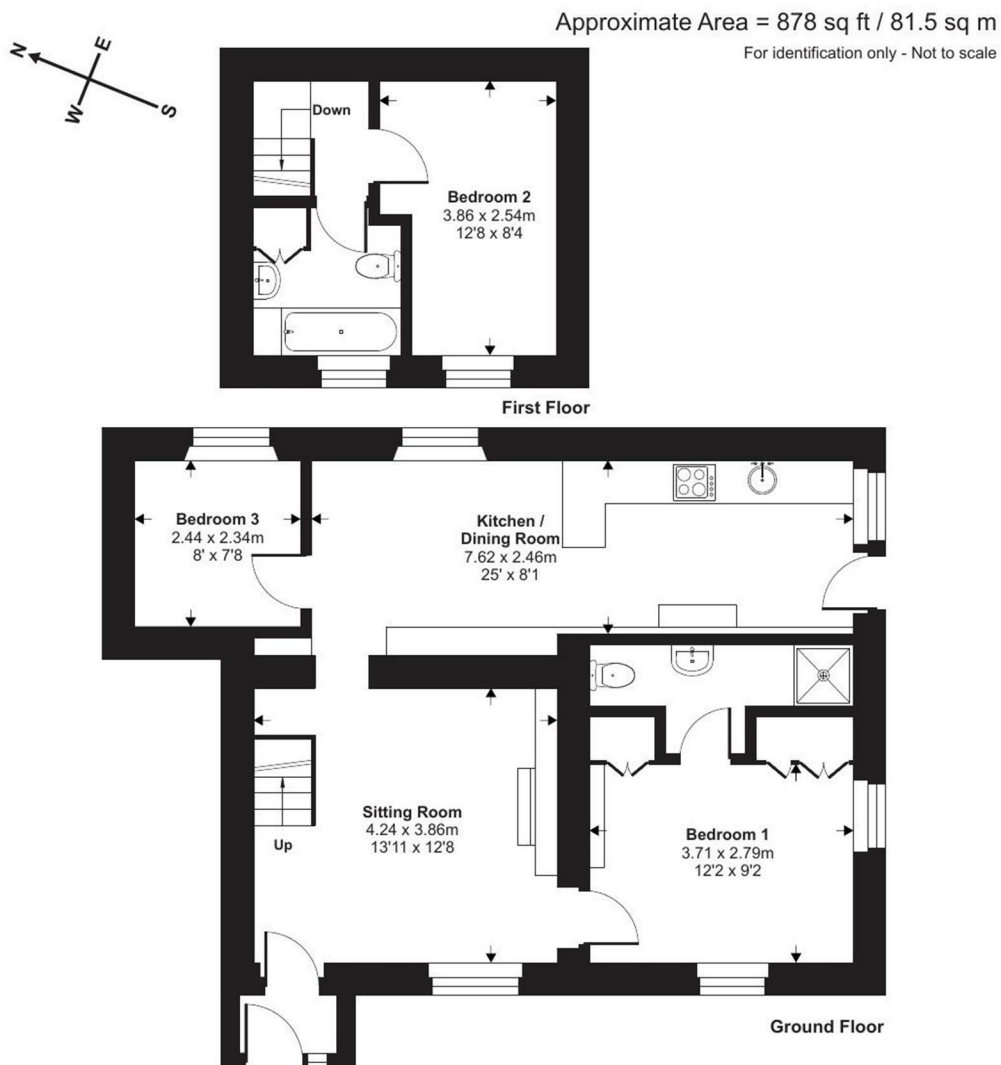 Approximate Area = 878 sq ft / 81.5 sq m
For identification only - Not to scale
N
E
W
S
Down
Bedroom 2
3.86 x 2.54m
12'8 x 8'4
First Floor
Bedroom 3
2.44 x 2.34m
8' x 7'8
Kitchen /
Dining Room
7.62 x 2.46m
25' x 8'1
Sitting Room
4.24 x 3.86m
13'11 x 12'8
Up
Bedroom 1
3.71 x 2.79m
12'2 x 9'2
Ground Floor